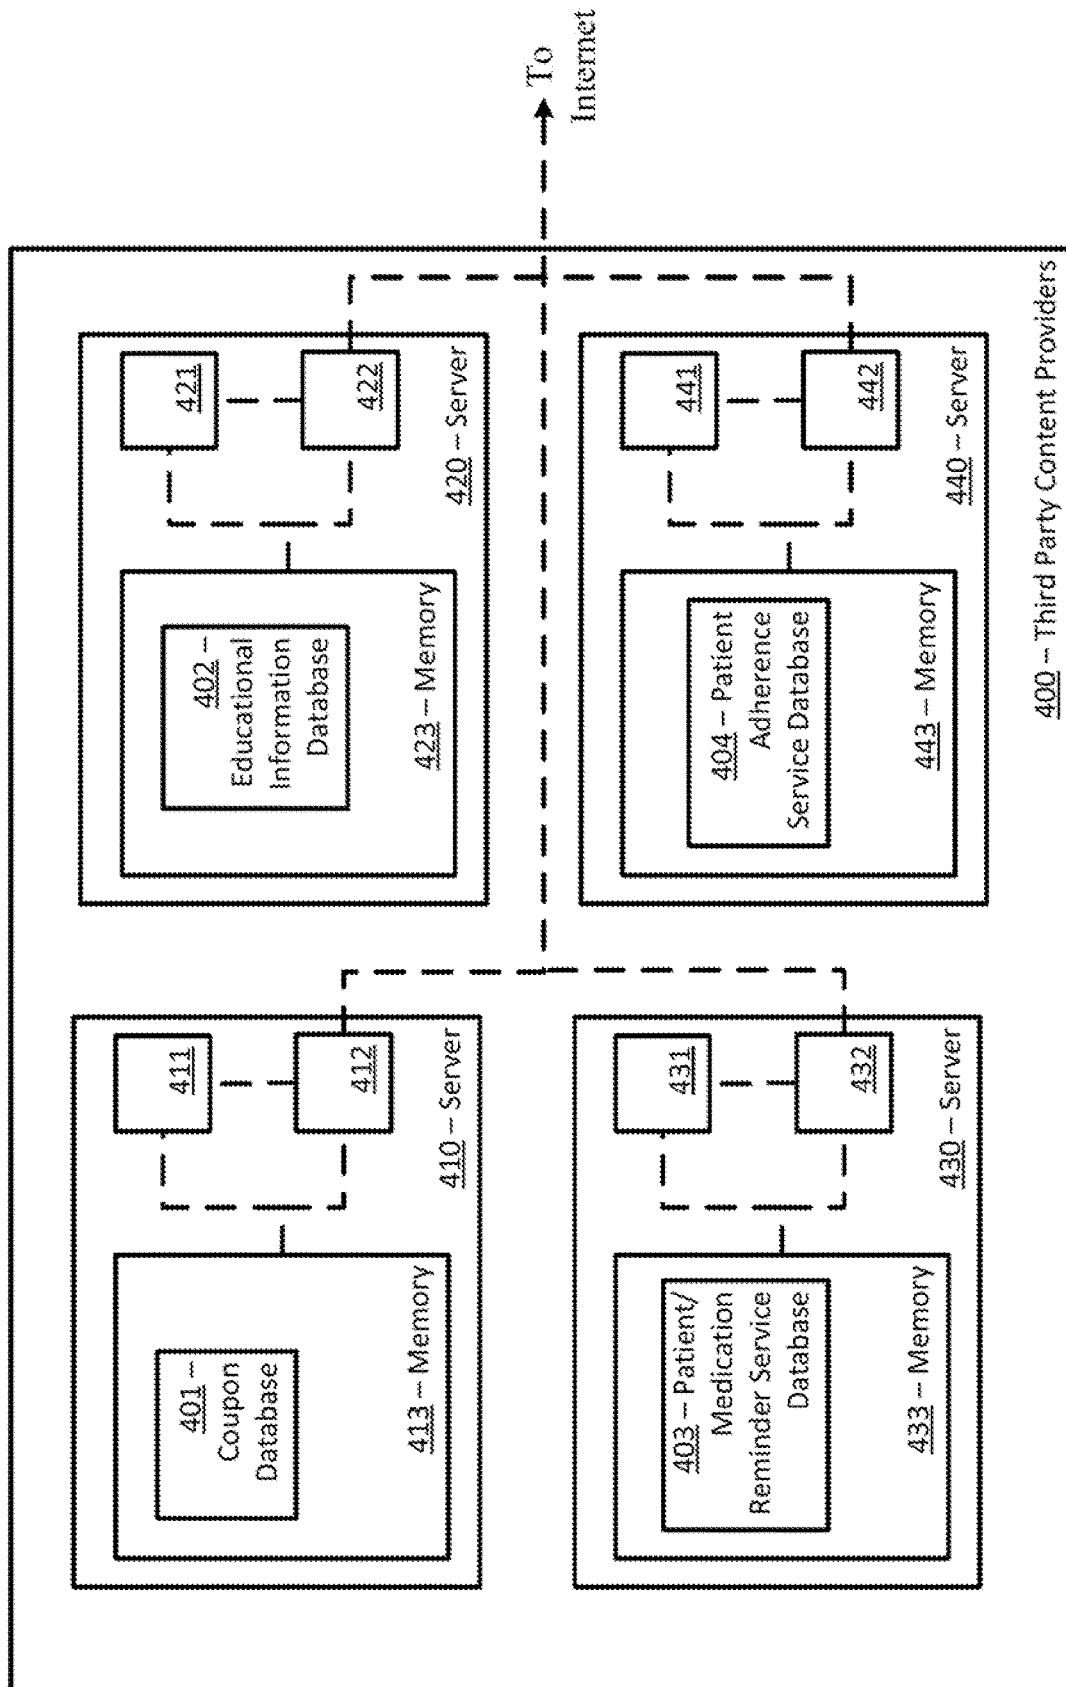 401 –
Coupon
Database
413 – Memory
411
412
410 – Server
402 –
Educational
Information
Database
423 – Memory
421
422
420 – Server
To
Internet
403 – Patient/
Medication
Reminder Service
Database
433 – Memory
431
432
430 – Server
404 – Patient
Adherence
Service Database
443 – Memory
441
442
440 – Server
400 – Third Party Content Providers